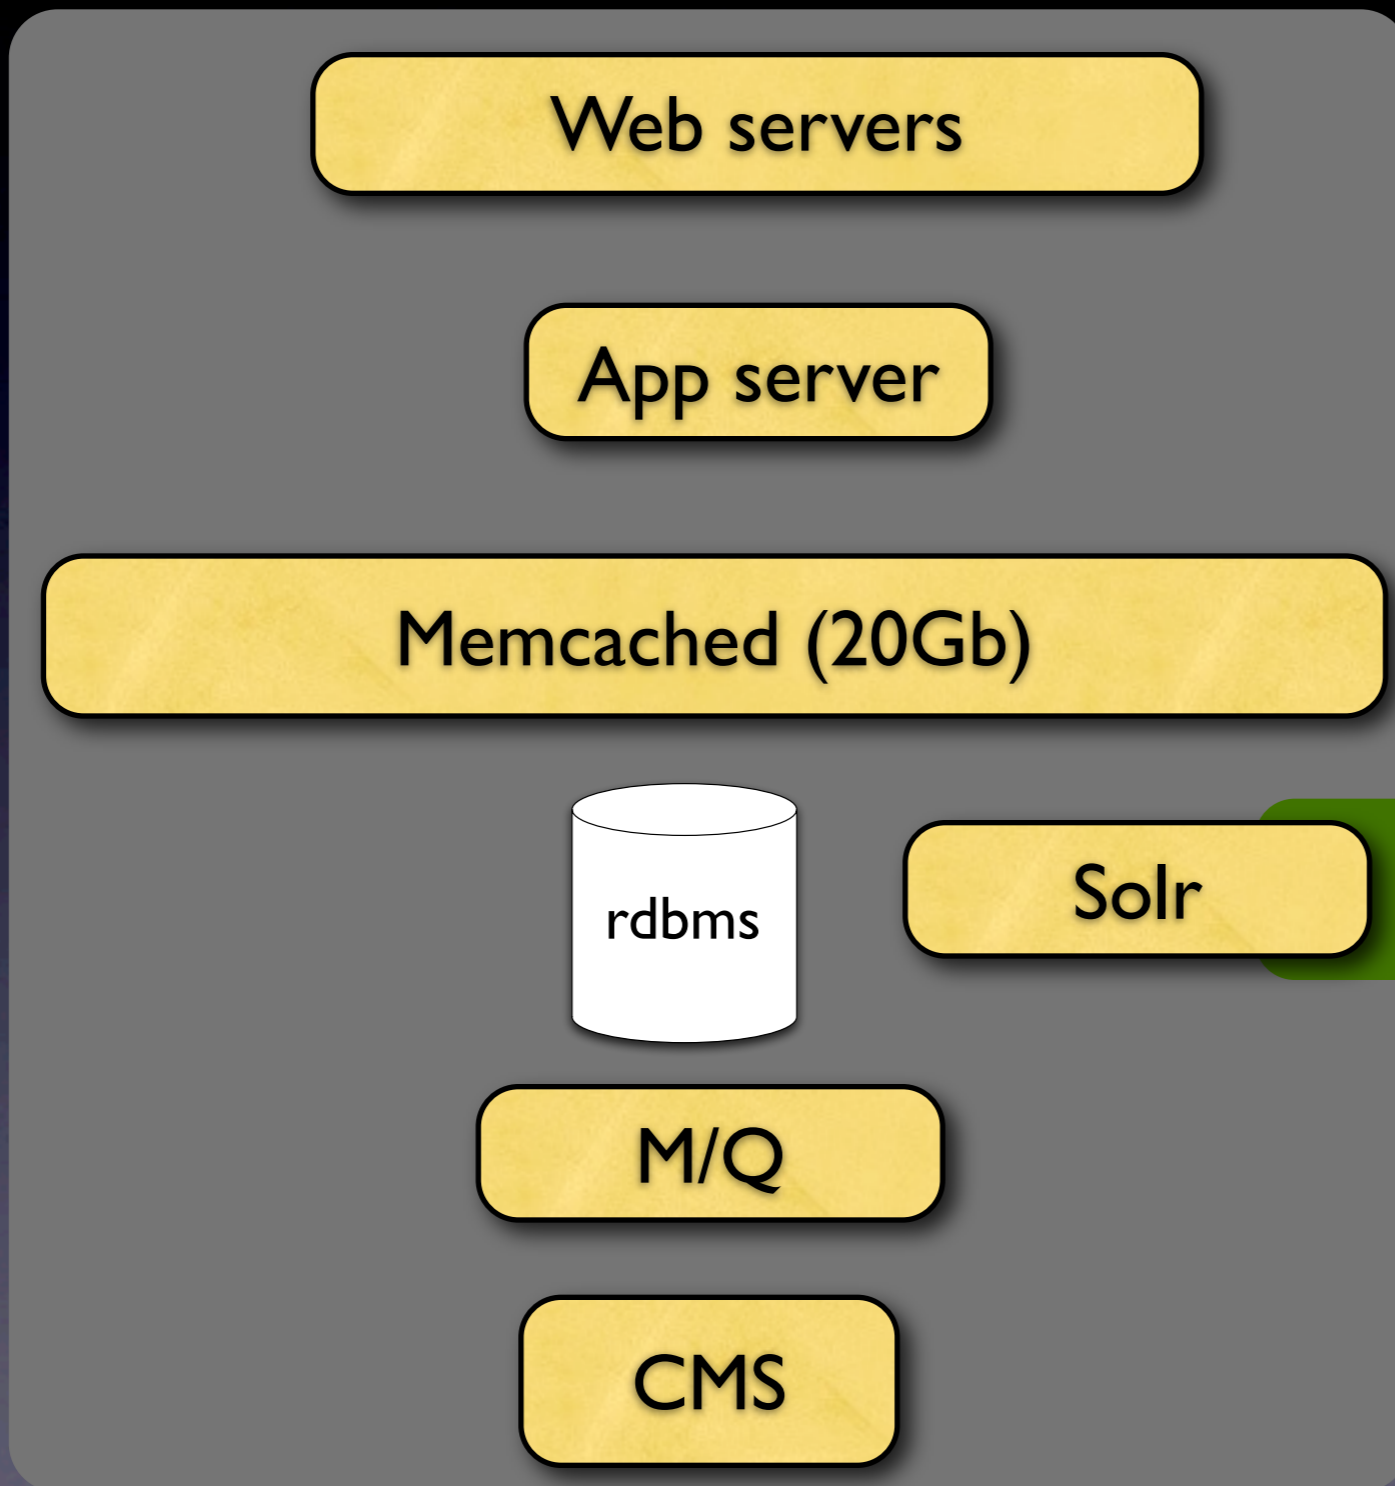 Web servers
App server
Memcached (20Gb)
rdbms
Solr
M/Q
CMS